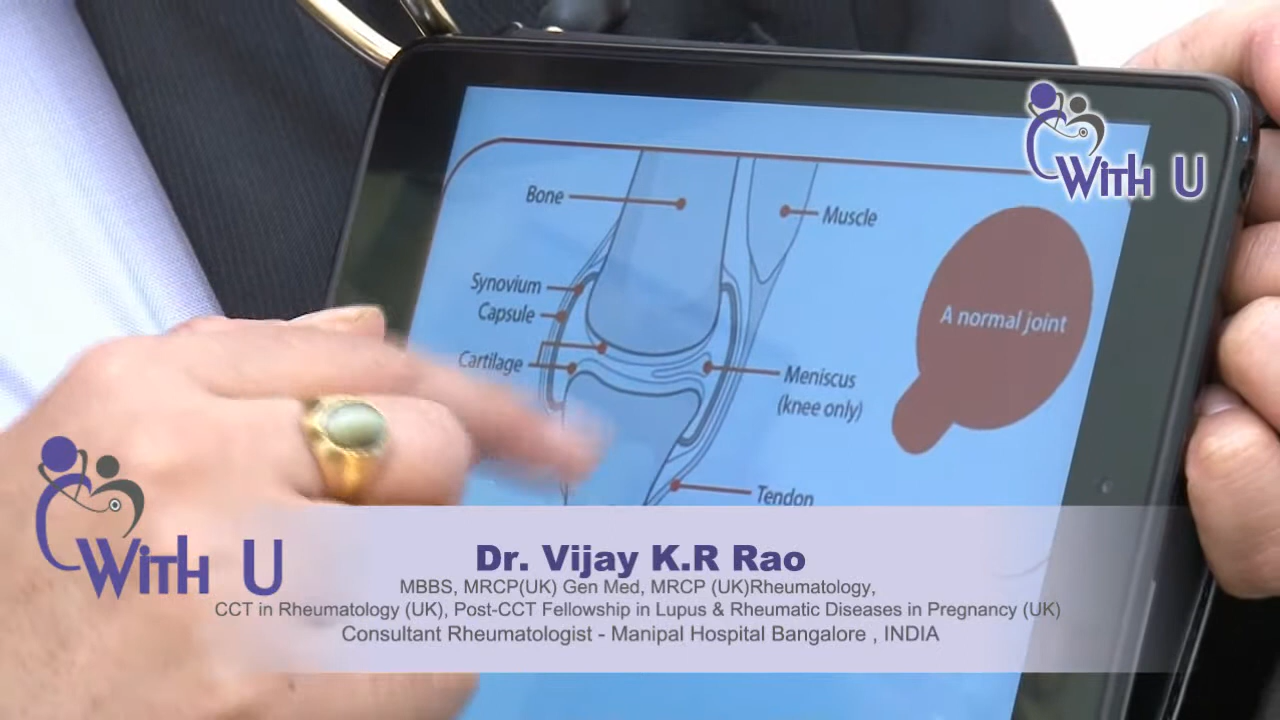 With U
Bone
Muscle
Synovium
Capsule
Cartilage
A normal joint
Meniscus
(knee only)
Tendon
With U
Dr. Vijay K.R Rao
MBBS, MRCP(UK) Gen Med, MRCP (UK)Rheumatology,
CCT in Rheumatology (UK), Post-CCT Fellowship in Lupus & Rheumatic Diseases in Pregnancy (UK)
Consultant Rheumatologist - Manipal Hospital Bangalore , INDIA